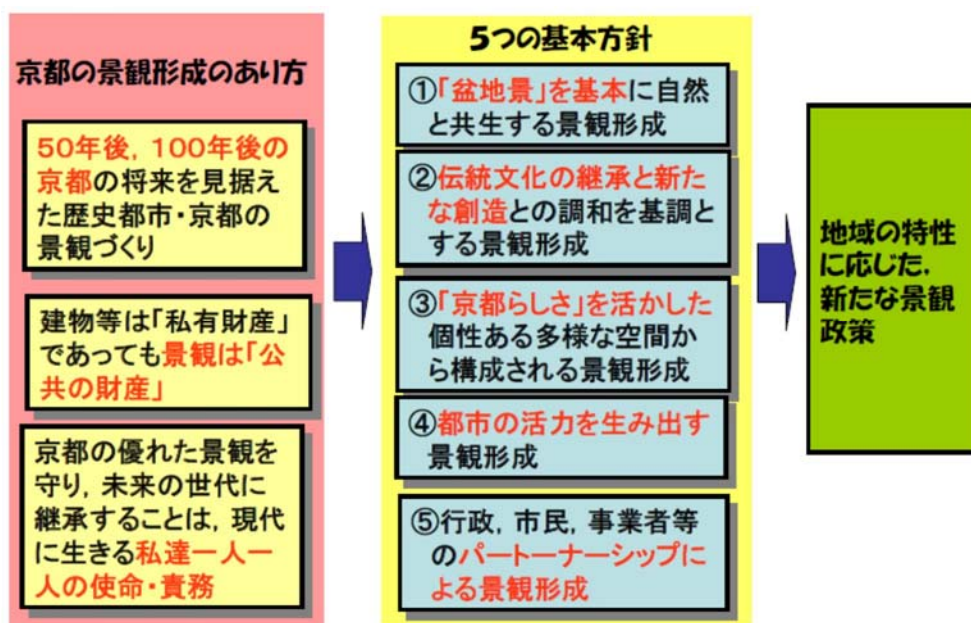 京都の景観形成のあり方
50年後，100年後の
京都の将来を見据え
た歴史都市・京都の
景観づくり
建物等は「私有財産」
であっても景観は「公
共の財産」
京都の優れた景観を
守り，未来の世代に
継承することは，現代
に生きる私達一人一
人の使命・責務
5つの基本方針
①「盆地景」を基本に自然
と共生する景観形成
②伝統文化の継承と新た
な創造との調和を基調と
する景観形成
③「京都らしさ」を活かした
個性ある多様な空間か
ら構成される景観形成
④都市の活力を生み出す
景観形成
⑤行政，市民，事業者等
のパートーナーシップに
よる景観形成
地域の特性
に応じた，
新たな景観
政策